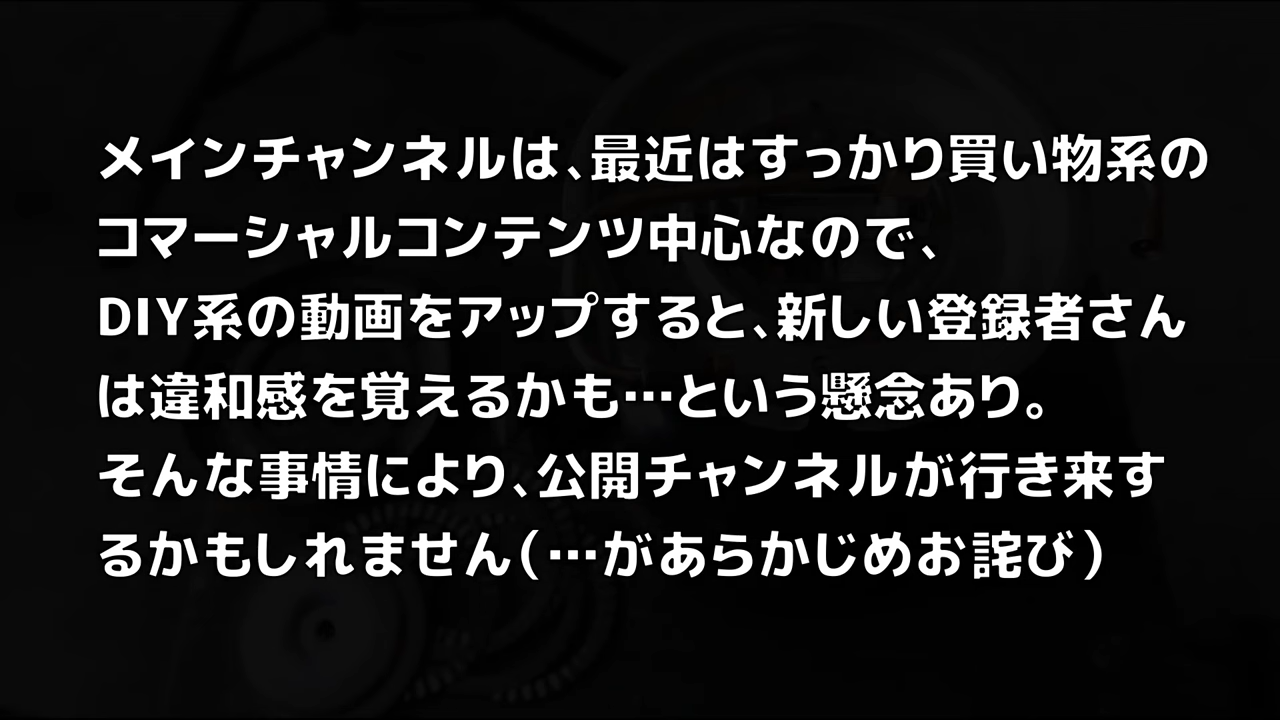 メインチャンネルは、最近はすっかり買い物系の
コマーシャルコンテンツ中心なので、
DIY系の動画をアップすると、新しい登録者さん
は違和感を覚えるかも…という懸念あり。
そんな事情により、公開チャンネルが行き来す
るかもしれません(…があらかじめお詫び)